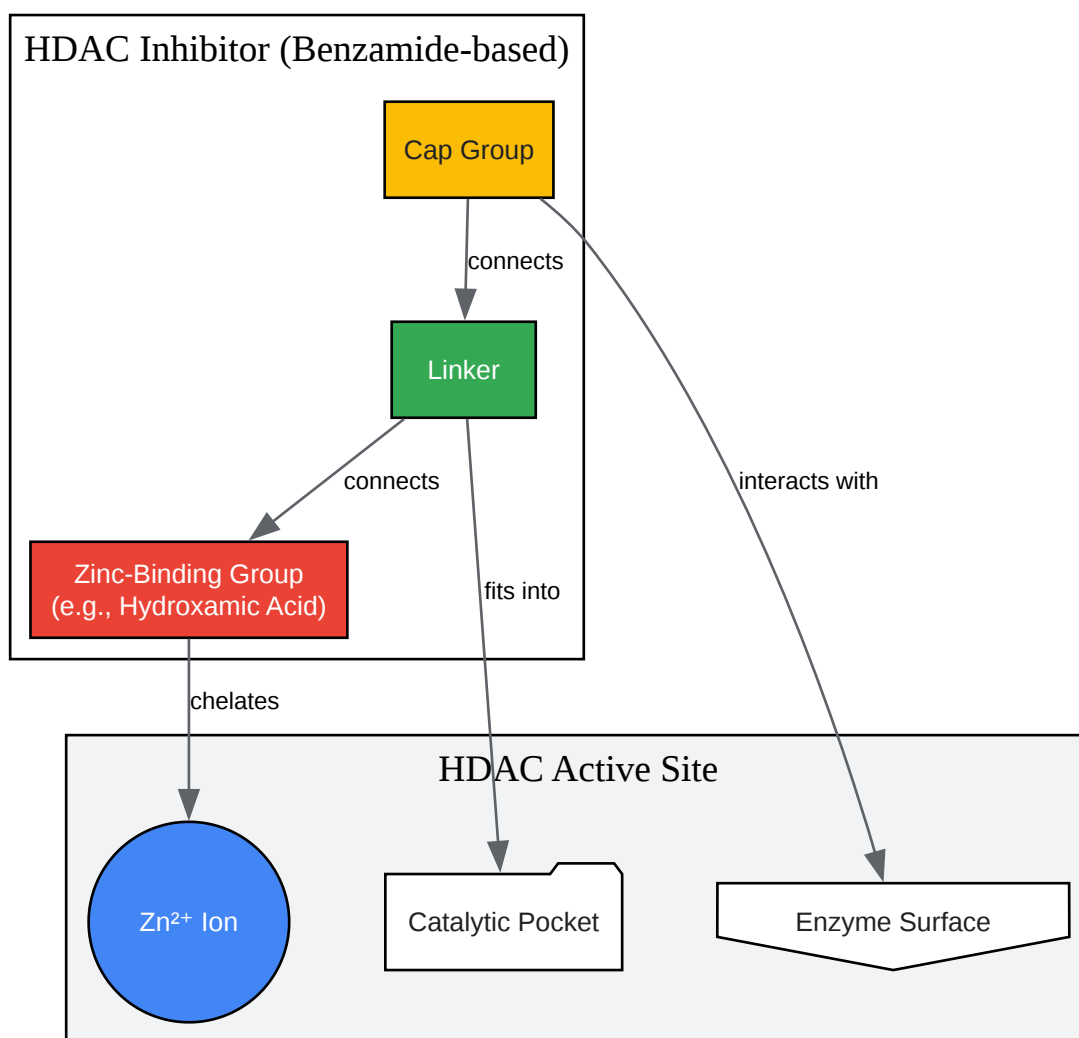 HDAC Inhibitor (Benzamide-based)
Cap Group
connects
Linker
connects
interacts with
Zinc-Binding Group
(e.g., Hydroxamic Acid)
fits into
chelates
HDAC Active Site
Zn²⁺ Ion
Catalytic Pocket
Enzyme Surface